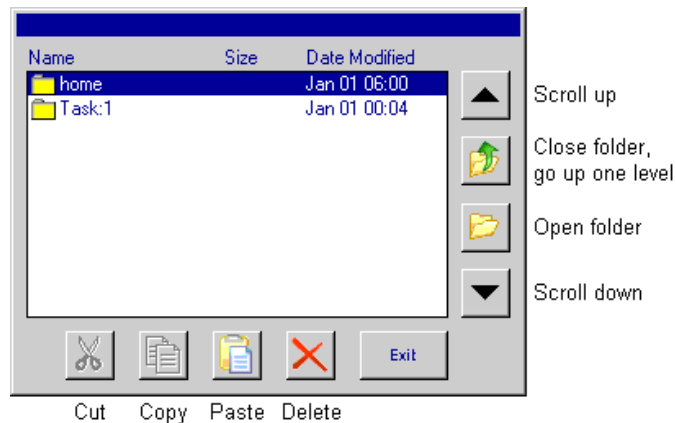 Name Size Date Modified
home Jan 01 06:00
Task:1 Jan 01 00:04
Scroll up
Close folder,
go up one level
Open folder
Scroll down
Exit
Cut Copy Paste Delete